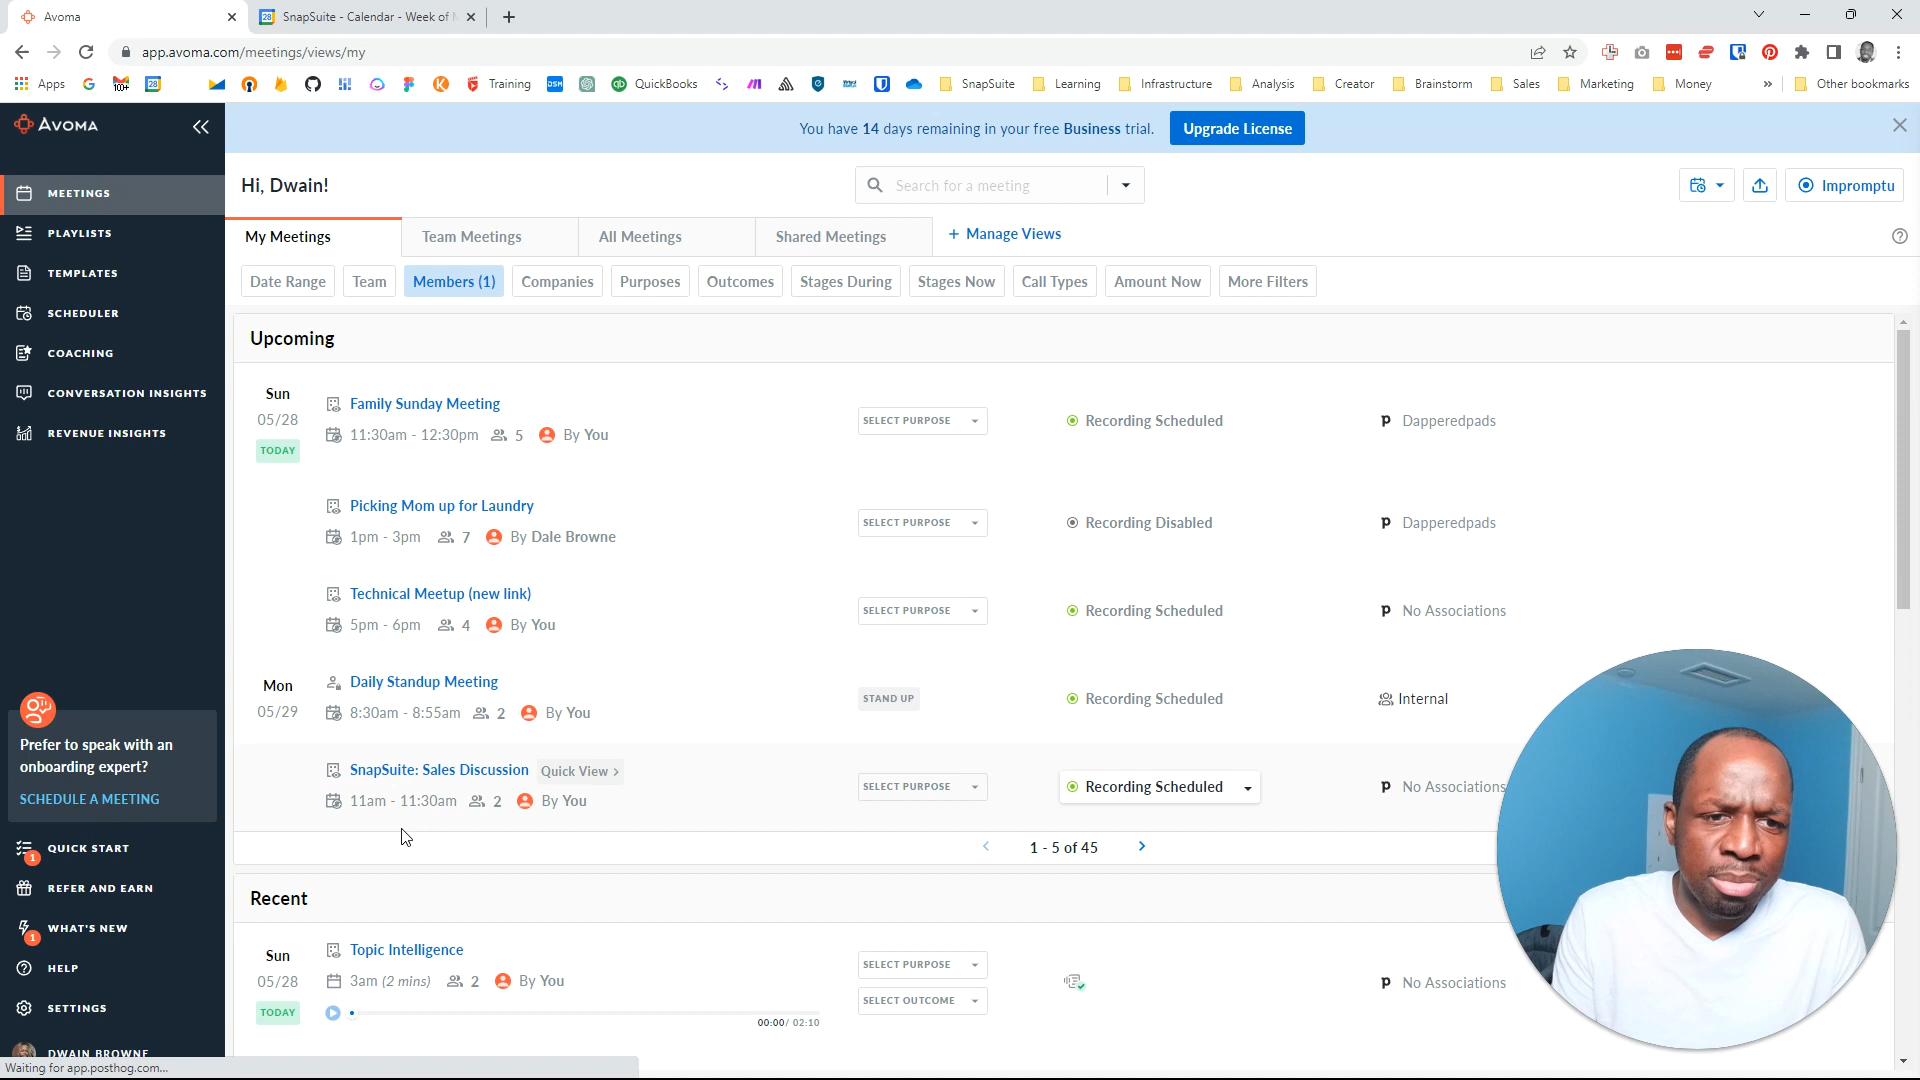 Avoma
SnapSuite - Calendar - Week of
app.avoma.com/meetings/views/my
Apps
Training
QuickBooks
SnapSuite
Learning
Infrastructure
Analysis
Creator
Brainstorm
Sales
Marketing
Money
Other bookmarks
AVOMA
You have 14 days remaining in your free Business trial.
Upgrade License
MEETINGS
PLAYLISTS
TEMPLATES
SCHEDULER
COACHING
CONVERSATION INSIGHTS
REVENUE INSIGHTS
Prefer to speak with an
onboarding expert?
SCHEDULE A MEETING
QUICK START
1
REFER AND EARN
WHAT'S NEW
1
HELP
SETTINGS
DWAIN BROWNE
Waiting for app.posthog.com...
Hi, Dwain!
Search for a meeting
Impromptu
My Meetings
Team Meetings
All Meetings
Shared Meetings
+ Manage Views
Date Range
Team
Members (1)
Companies
Purposes
Outcomes
Stages During
Stages Now
Call Types
Amount Now
More Filters
Upcoming
Sun
05/28
TODAY
Family Sunday Meeting
11:30am - 12:30pm 5 By You
SELECT PURPOSE
Recording Scheduled
Dapperedpads
Picking Mom up for Laundry
1pm - 3pm 7 By Dale Browne
SELECT PURPOSE
Recording Disabled
Dapperedpads
Technical Meetup (new link)
5pm - 6pm 4 By You
SELECT PURPOSE
Recording Scheduled
No Associations
Mon
05/29
Daily Standup Meeting
8:30am - 8:55am 2 By You
STAND UP
Recording Scheduled
Internal
SnapSuite: Sales Discussion Quick View >
11am - 11:30am 2 By You
SELECT PURPOSE
Recording Scheduled
No Associations
1 - 5 of 45
Recent
Sun
05/28
TODAY
Topic Intelligence
3am (2 mins) 2 By You
00:00/ 02:10
SELECT PURPOSE
SELECT OUTCOME
No Associations